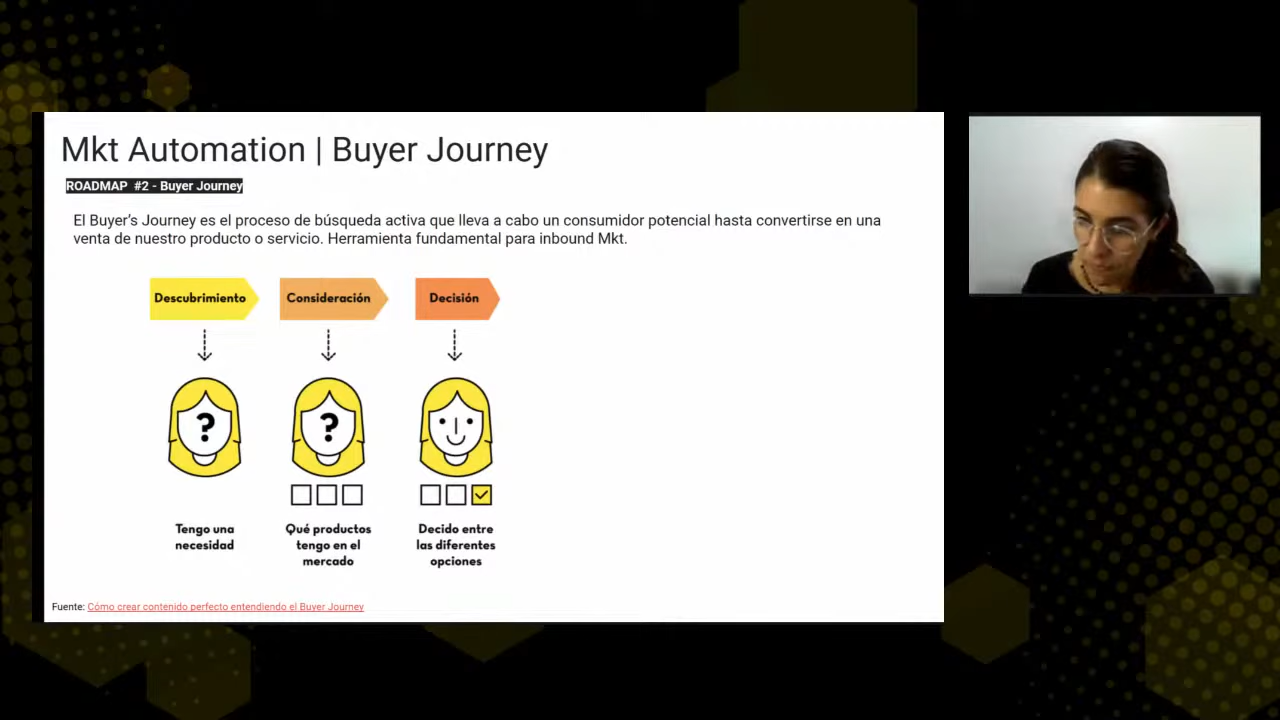 Mkt Automation | Buyer Journey
ROADMAP #2 - Buyer Journey
El Buyer’s Journey es el proceso de búsqueda activa que lleva a cabo un consumidor potencial hasta convertirse en una
venta de nuestro producto o servicio. Herramienta fundamental para inbound Mkt.
Descubrimiento
Consideración
Decisión
?
?
Tengo una
necesidad
Qué productos
tengo en el
mercado
Decido entre
las diferentes
opciones
Fuente: Cómo crear contenido perfecto entendiendo el Buyer Journey